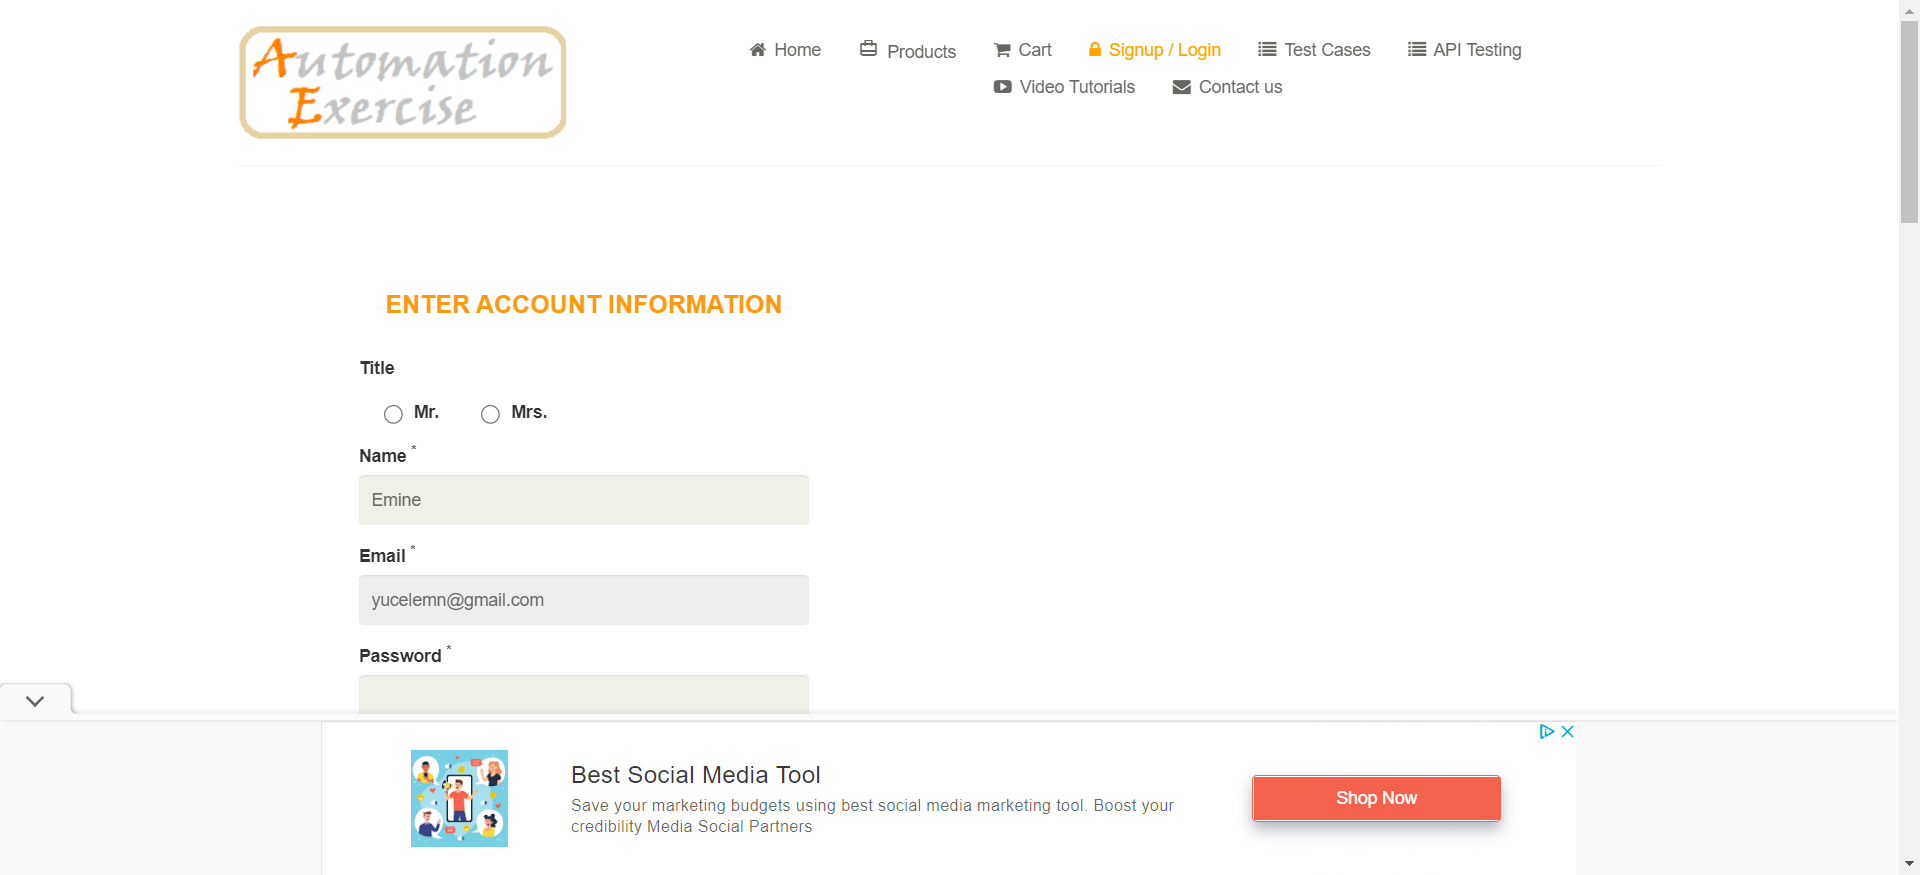 Automation
Exercise
Home Products Cart Signup / Login Test Cases API Testing
Video Tutorials Contact us
ENTER ACCOUNT INFORMATION
Title
Mr. Mrs.
Name *
Emine
Email *
yucelemn@gmail.com
Password *
Best Social Media Tool
Save your marketing budgets using best social media marketing tool. Boost your
credibility Media Social Partners
Shop Now